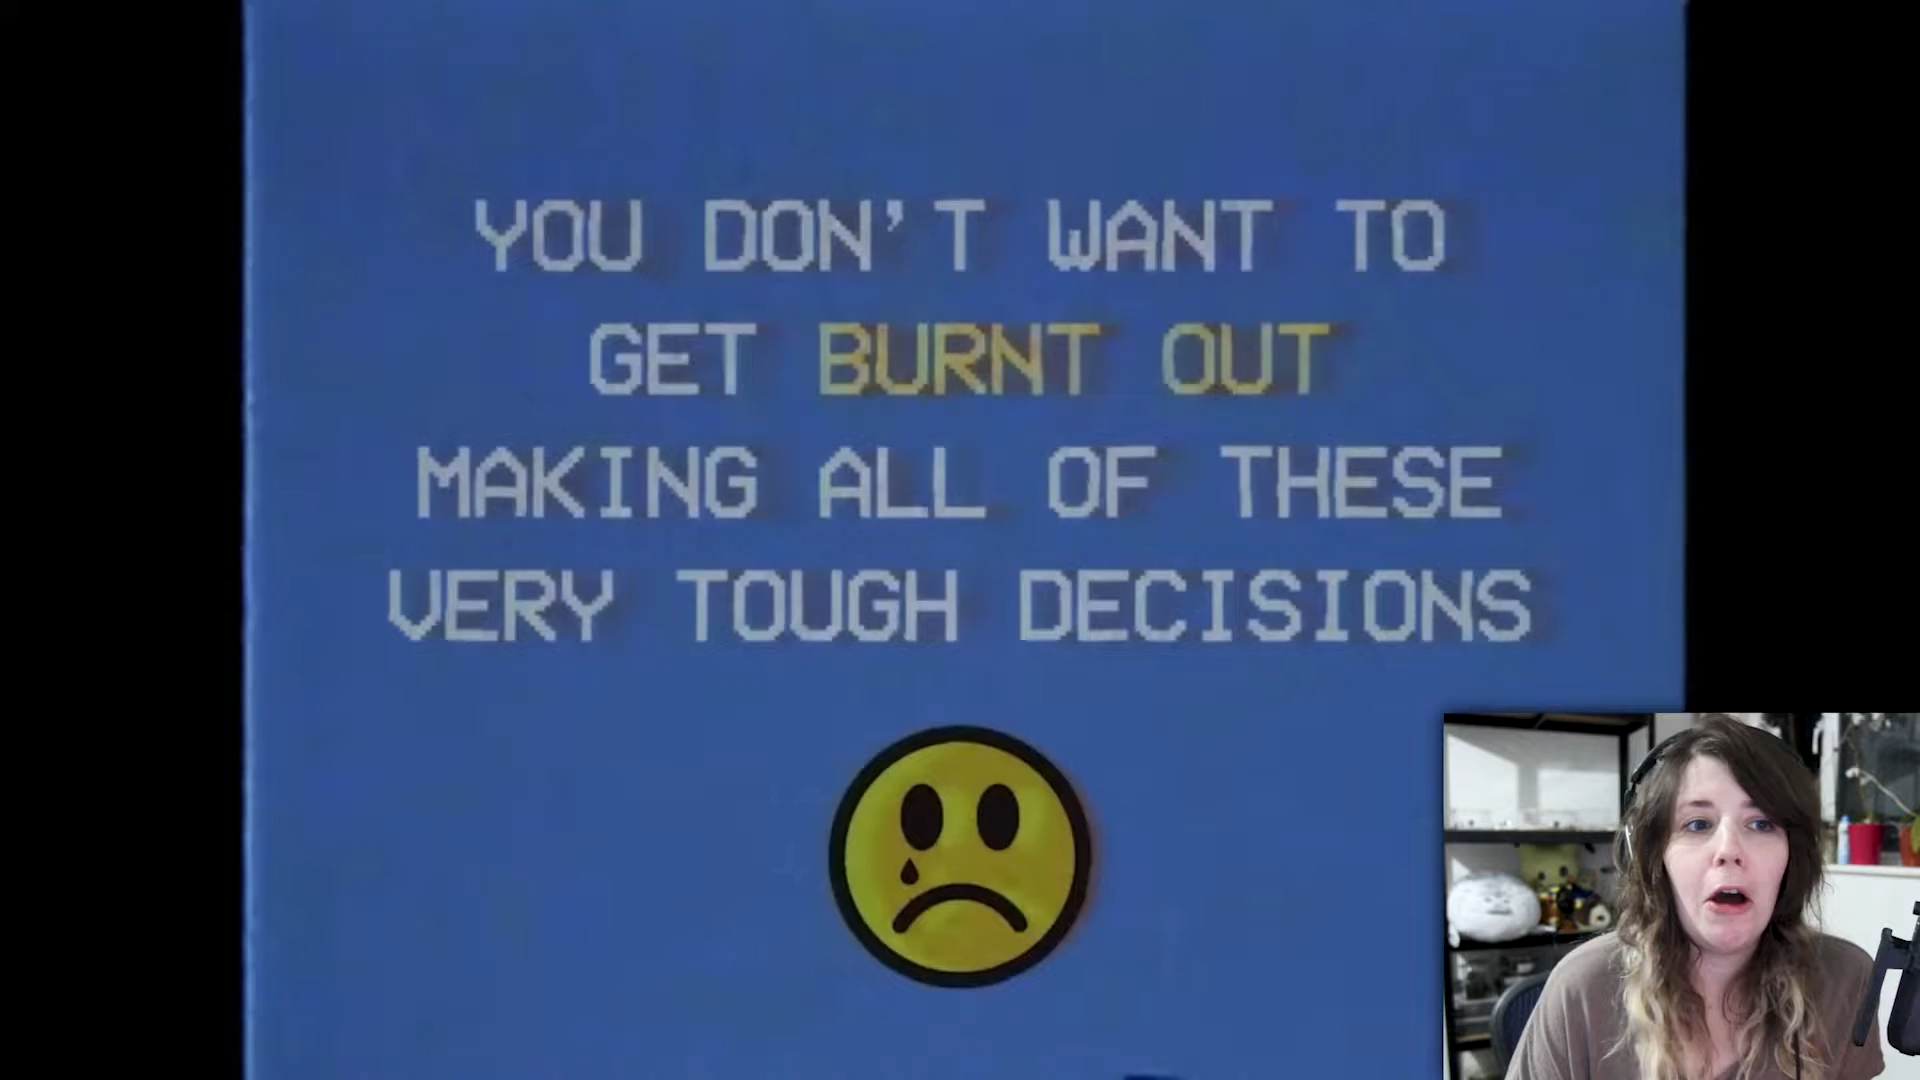 YOU DON'T WANT TO
GET BURNT OUT
MAKING ALL OF THESE
VERY TOUGH DECISIONS